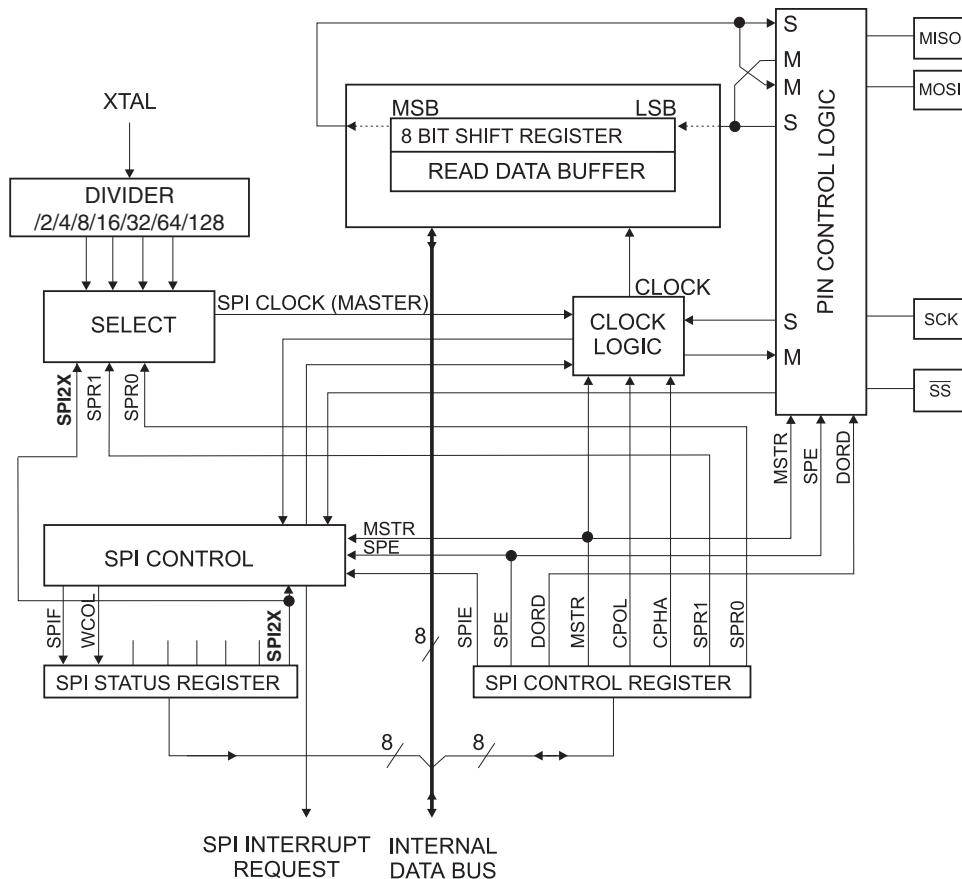 S
MISO
M
M
MOSI
XTAL
MSB
LSB
S
8 BIT SHIFT REGISTER
READ DATA BUFFER
PIN CONTROL LOGIC
DIVIDER
/2/4/8/16/32/64/128
SPI CLOCK (MASTER)
CLOCK
SELECT
CLOCK
LOGIC
S
M
SCK
SS
SPI2X
SPR1
SPR0
MSTR
SPE
DORD
MSTR
SPE
SPI CONTROL
SPIF
WCOL
SPI2X
8
SPIE
SPE
DORD
MSTR
CPOL
CPHA
SPR1
SPR0
SPI STATUS REGISTER
SPI CONTROL REGISTER
8
8
SPI INTERRUPT
REQUEST
INTERNAL
DATA BUS